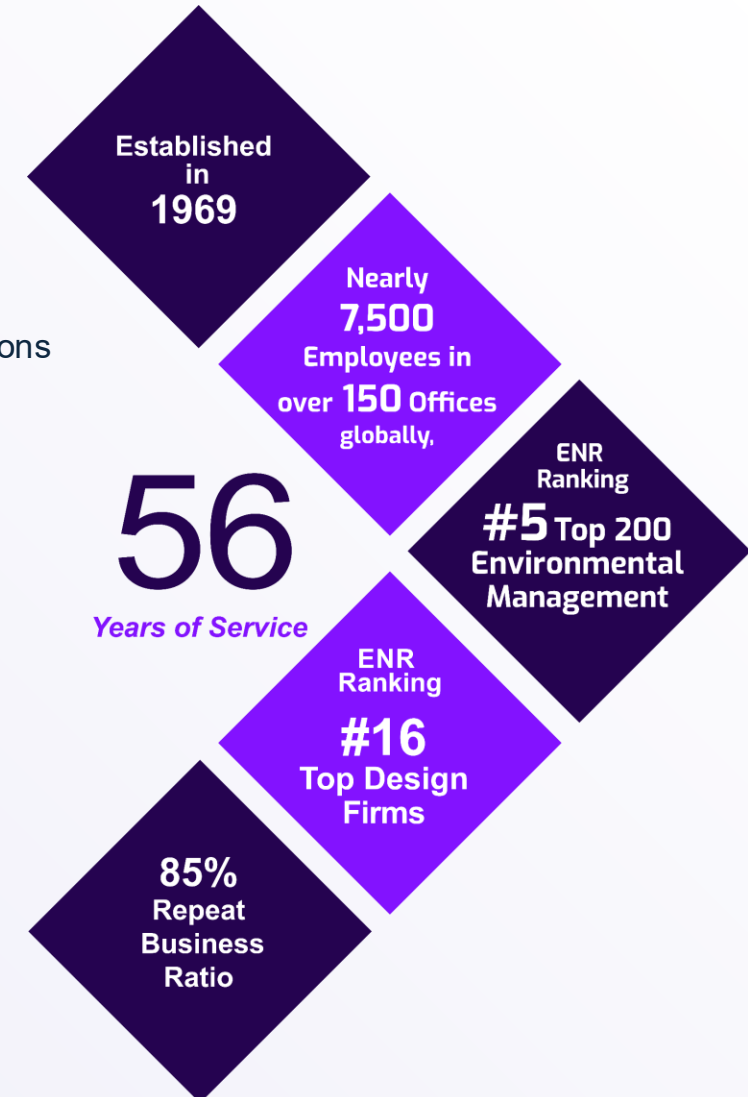 Established
in
1969
Nearly
7,500
Employees in
over 150 Offices
globally,
ons
ENR
Ranking
#5 Top 200
Environmental
Management
56
Years of Service
ENR
Ranking
#16
Top Design
Firms
85%
Repeat
Business
Ratio